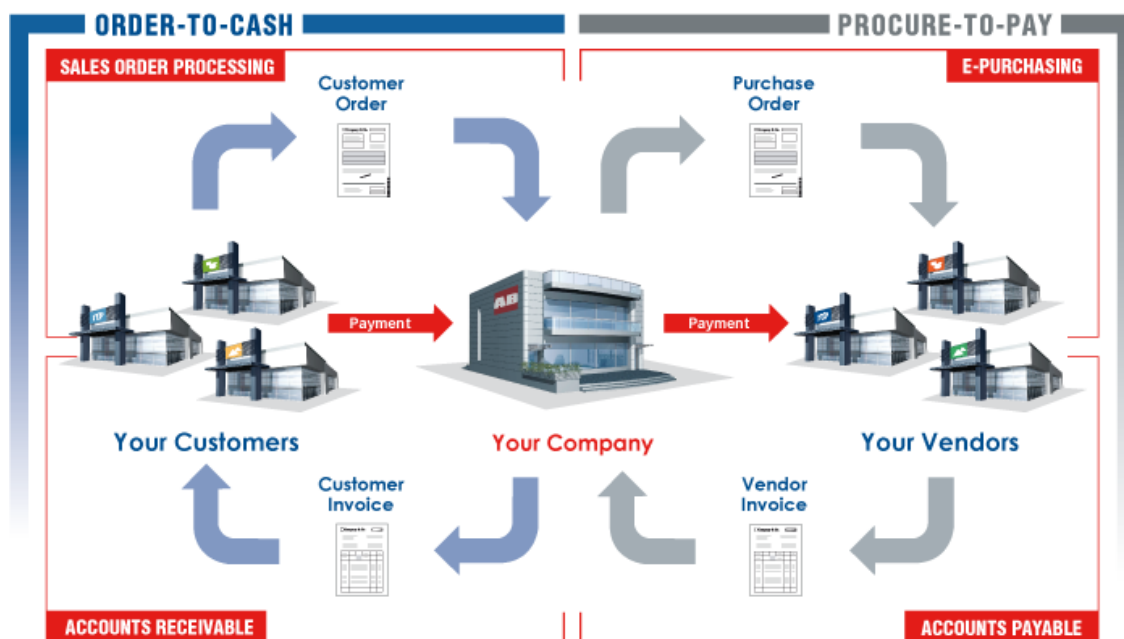 ORDER-TO-CASH
PROCURE-TO-PAY
SALES ORDER PROCESSING
E-PURCHASING
Customer
Order
Purchase
Order
AB
Payment
Payment
Your Customers
Your Company
Your Vendors
Customer
Invoice
Vendor
Invoice
ACCOUNTS RECEIVABLE
ACCOUNTS PAYABLE